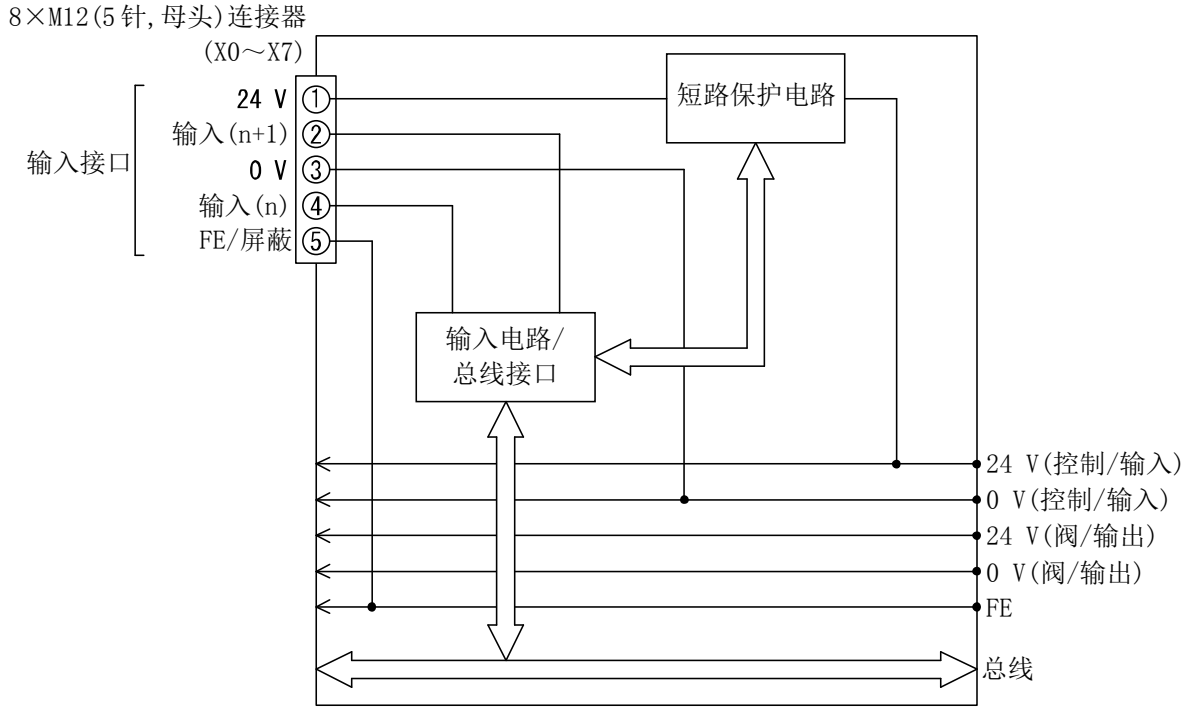 8×M12(5针,母头)连接器
(X0～X7)
输入接口
24 V ①
输入(n+1) ②
0 V ③
输入(n) ④
FE/屏蔽 ⑤
短路保护电路
输入电路/
总线接口
24 V(控制/输入)
0 V(控制/输入)
24 V(阀/输出)
0 V(阀/输出)
FE
总线